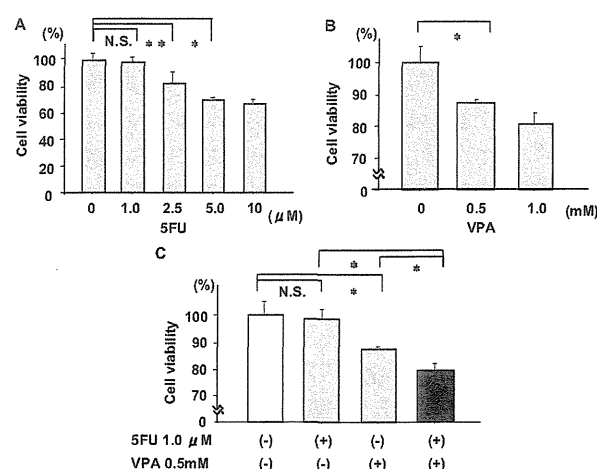 A
(%)
N.S.
**
*
Cell viability
100
80
60
40
20
0
0 1.0 2.5 5.0 10 (μM)
5FU
B
(%)
*
Cell viability
100
90
80
70
0
0 0.5 1.0 (mM)
VPA
C
(%)
*
*
N.S.
*
Cell viability
100
90
80
70
0
5FU 1.0 μM (-) (+) (-) (+)
VPA 0.5mM (-) (-) (+) (+)